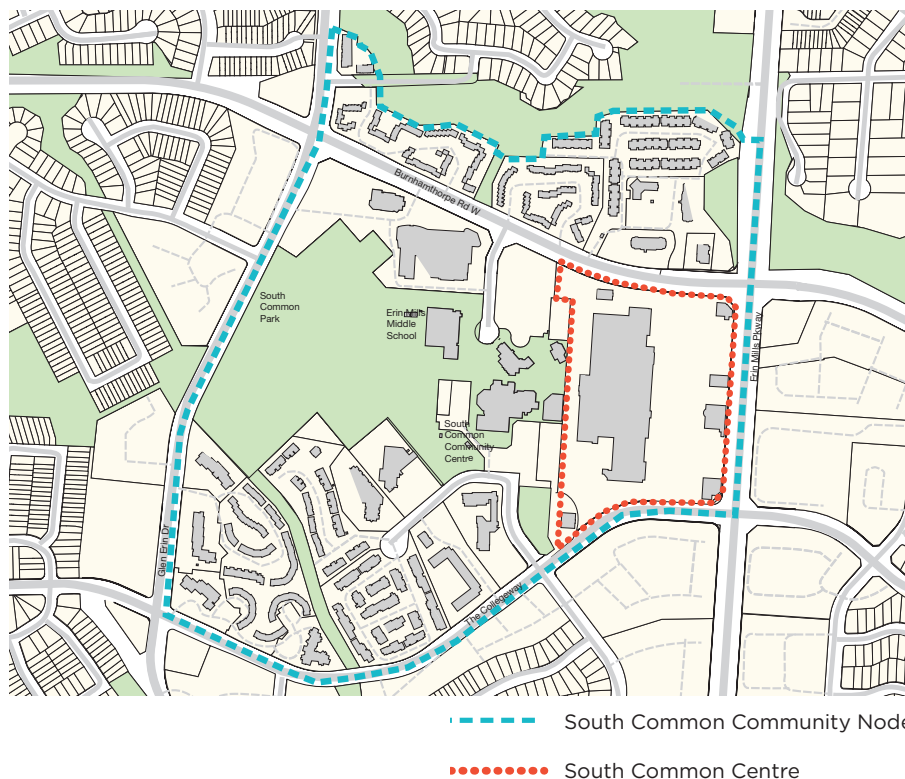 Burnhamthorpe Rd W
South
Common
Park
Erin Mills
Middle
School
Erin Mills Pkway
South
Common
Community
Centre
Glen Erin Dr
The Collegeway
South Common Community Node
South Common Centre